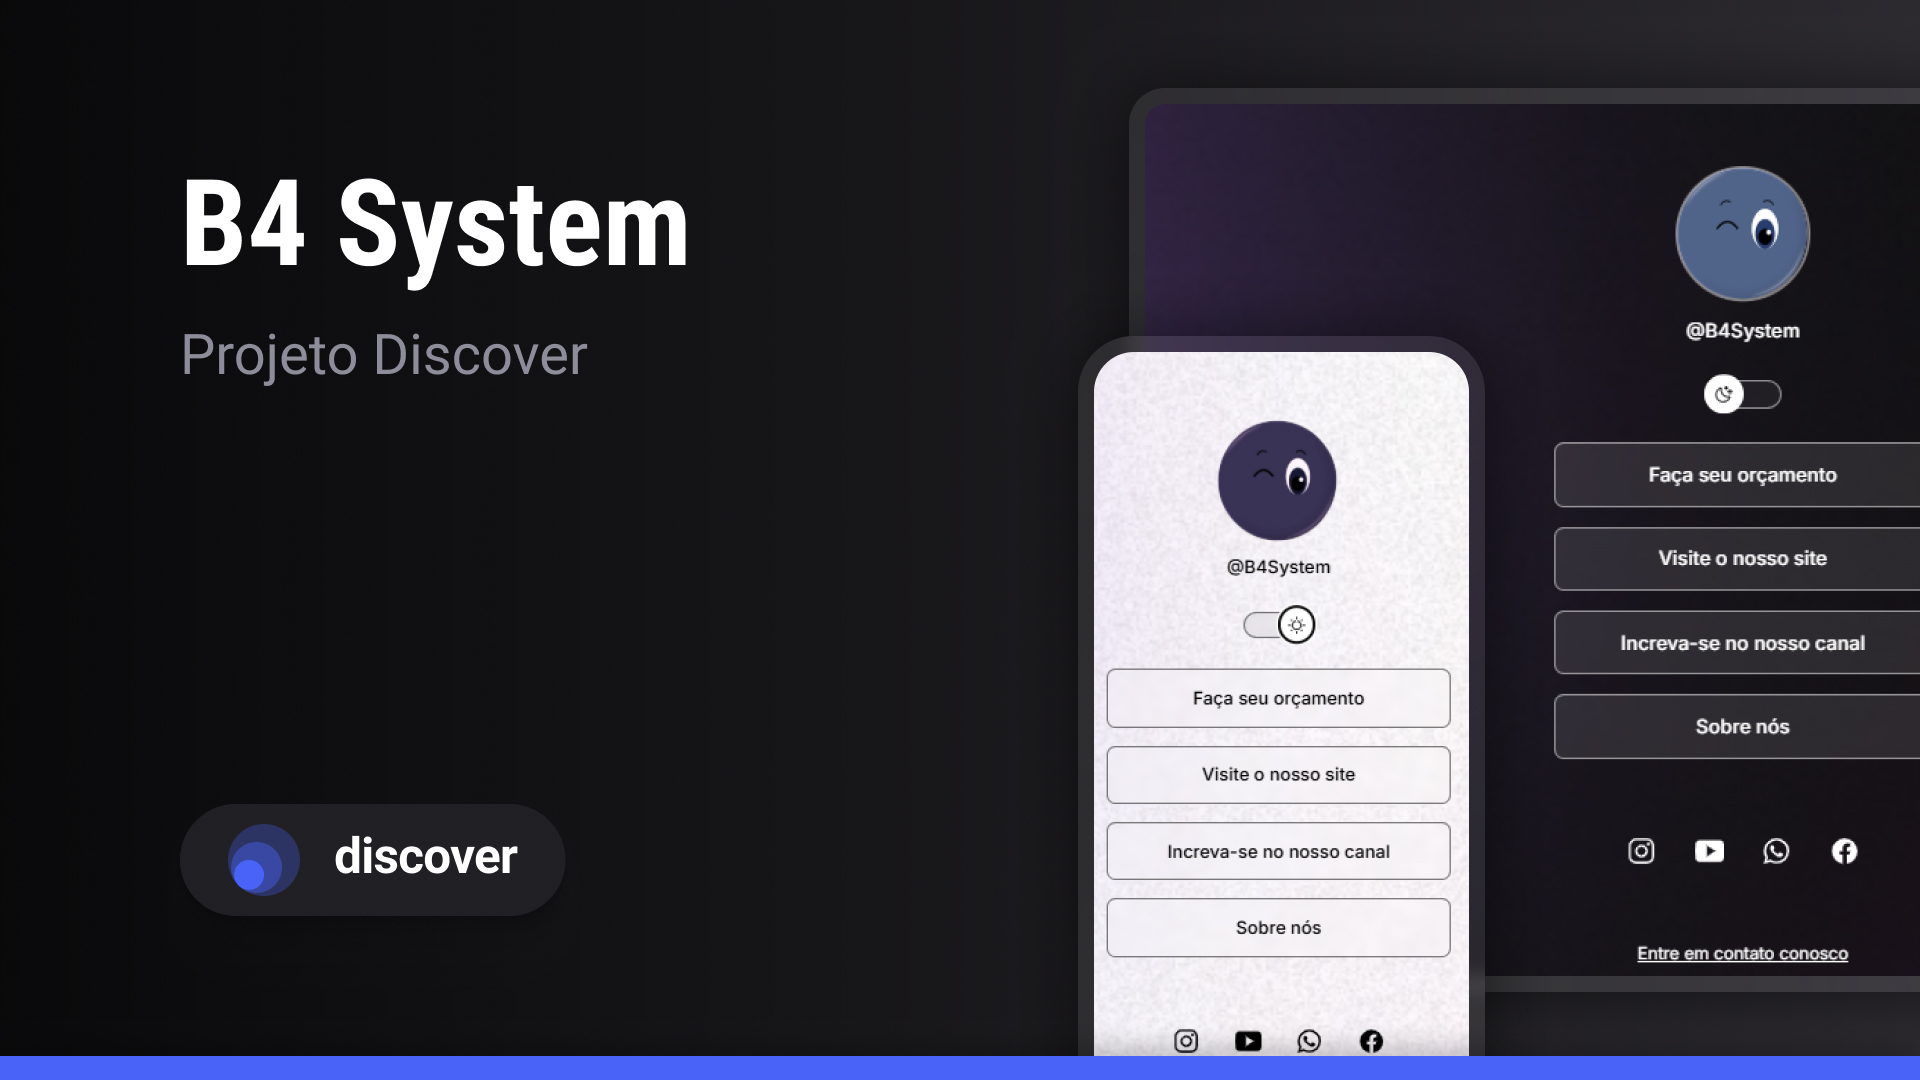 B4 System
Projeto Discover
discover
@B4System
Faça seu orçamento
Visite o nosso site
Increva-se no nosso canal
Sobre nós
@B4System
Faça seu orçamento
Visite o nosso site
Increva-se no nosso canal
Sobre nós
Entre em contato conosco